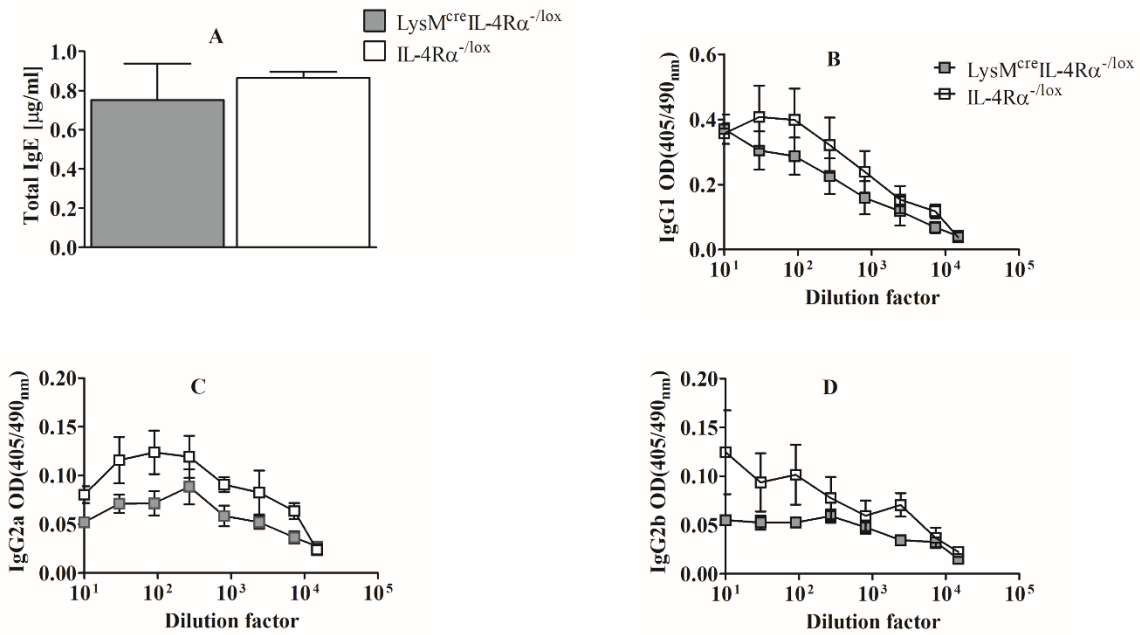 A
LysMcreIL-4Rα-/lox
IL-4Rα-/lox
Total IgE [µg/ml]
1.0
0.8
0.6
0.4
0.2
0.0
B
LysMcreIL-4Rα-/lox
IL-4Rα-/lox
IgG1 OD(405/490nm)
0.6
0.4
0.2
0.0
10¹ 10² 10³ 10⁴ 10⁵
Dilution factor
C
IgG2a OD(405/490nm)
0.20
0.15
0.10
0.05
0.00
10¹ 10² 10³ 10⁴ 10⁵
Dilution factor
D
IgG2b OD(405/490nm)
0.20
0.15
0.10
0.05
0.00
10¹ 10² 10³ 10⁴ 10⁵
Dilution factor